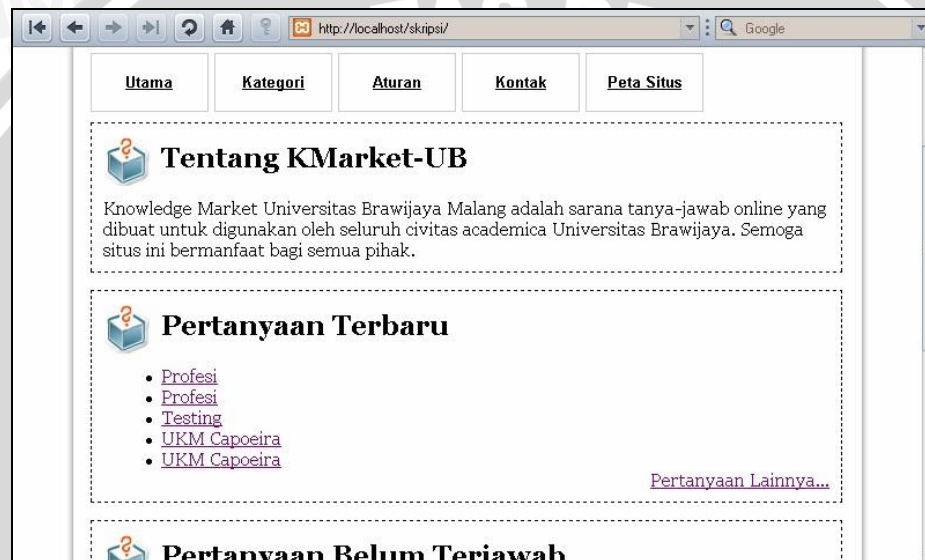 http://localhost/skripsi/
Google
Utama Kategori Aturan Kontak Peta Situs
Tentang KMarket-UB
Knowledge Market Universitas Brawijaya Malang adalah sarana tanya-jawab online yang
dibuat untuk digunakan oleh seluruh civitas academica Universitas Brawijaya. Semoga
situs ini bermanfaat bagi semua pihak.
Pertanyaan Terbaru
• Profesi
• Profesi
• Testing
• UKM Capoeira
• UKM Capoeira
Pertanyaan Lainnya...
Pertanyaan Belum Terjawab